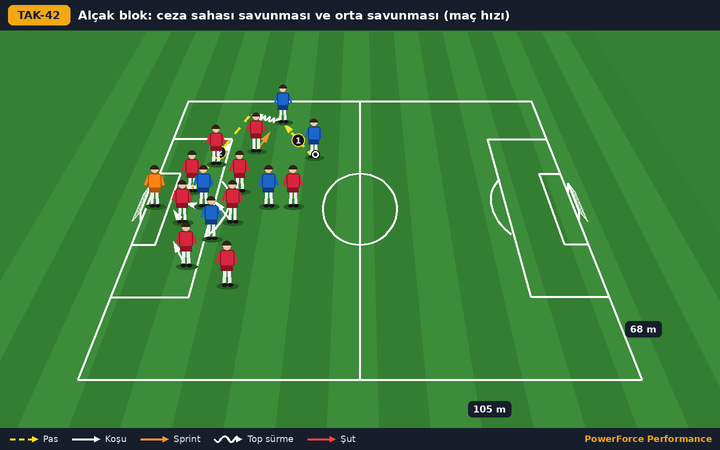 TAK-42 Alçak blok: ceza sahası savunması ve orta savunması (maç hızı)
1
68 m
105 m
Pas Koşu Sprint Top sürme Şut PowerForce Performance